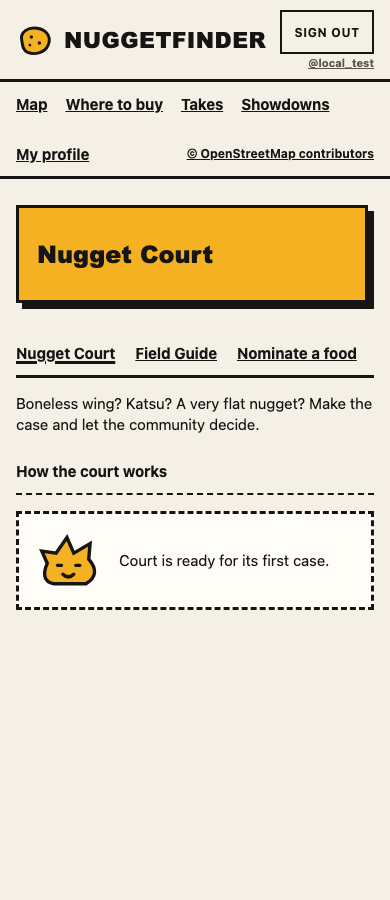 NUGGETFINDER
SIGN OUT
@local_test
Map Where to buy Takes Showdowns
My profile © OpenStreetMap contributors
Nugget Court
Nugget Court Field Guide Nominate a food
Boneless wing? Katsu? A very flat nugget? Make the
case and let the community decide.
How the court works
Court is ready for its first case.